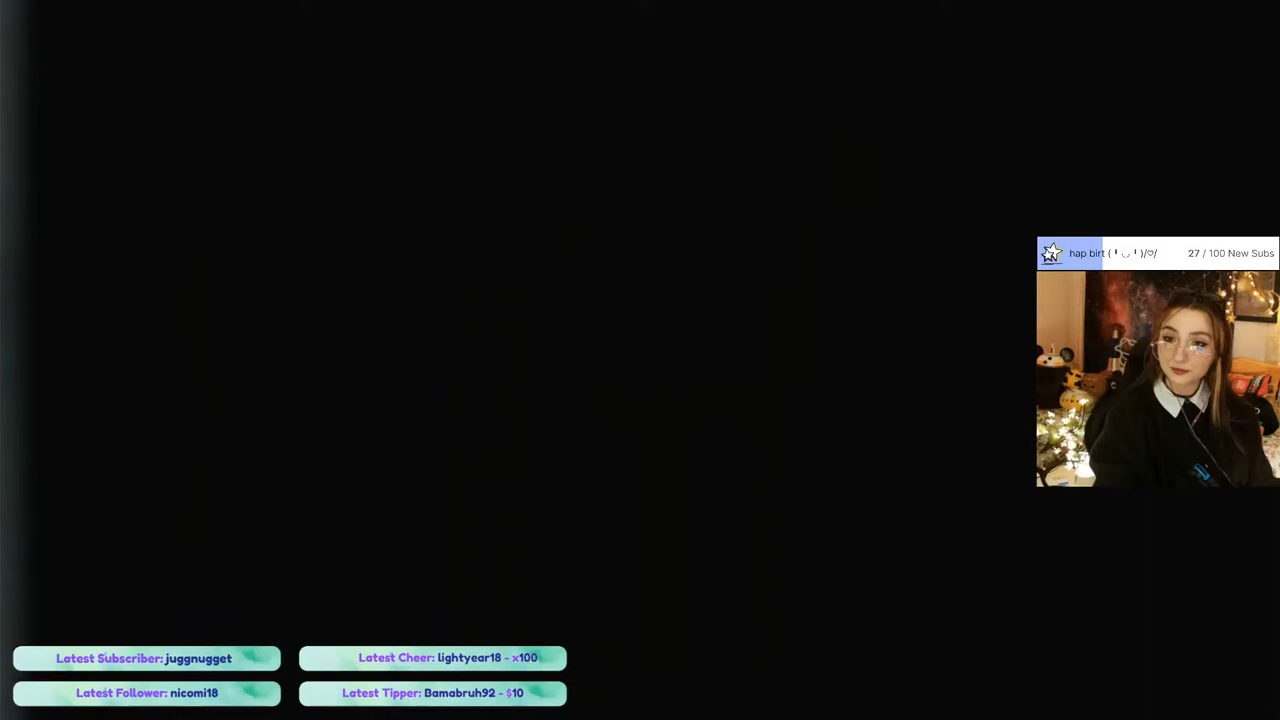 hap birt ( ╹ ◡ ╹ )/♡/ 27 / 100 New Subs
Latest Subscriber: juggnugget
Latest Cheer: lightyear18 - x100
Latest Follower: nicomi18
Latest Tipper: Bamabruh92 - $10